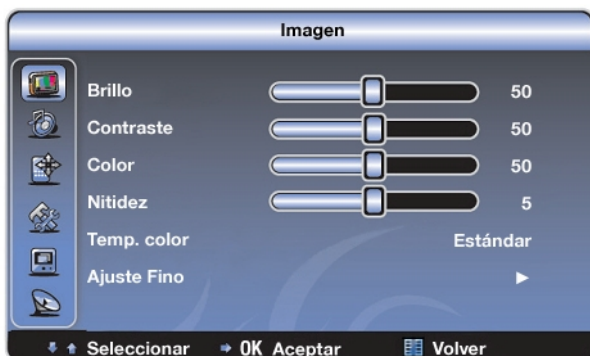 Imagen
Brillo 50
Contraste 50
Color 50
Nitidez 5
Temp. color Estándar
Ajuste Fino
Seleccionar OK Aceptar Volver